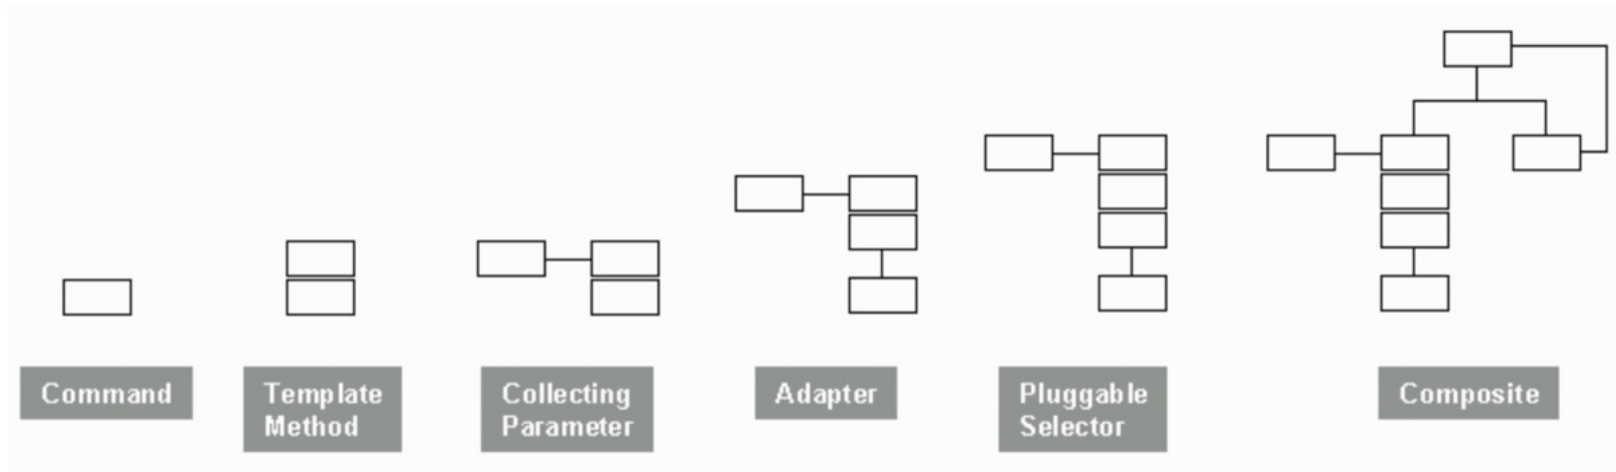 Command
Template
Method
Collecting
Parameter
Adapter
Pluggable
Selector
Composite